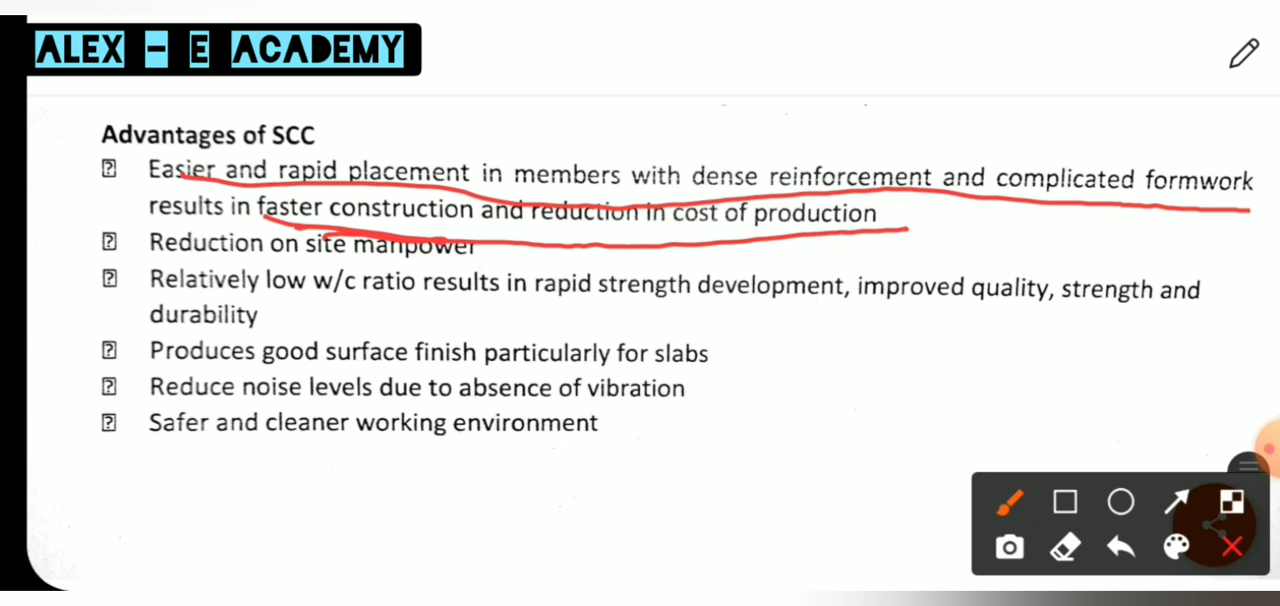 ALEX - E ACADEMY
Advantages of SCC
Easier and rapid placement in members with dense reinforcement and complicated formwork
results in faster construction and reduction in cost of production
Reduction on site manpower
Relatively low w/c ratio results in rapid strength development, improved quality, strength and
durability
Produces good surface finish particularly for slabs
Reduce noise levels due to absence of vibration
Safer and cleaner working environment